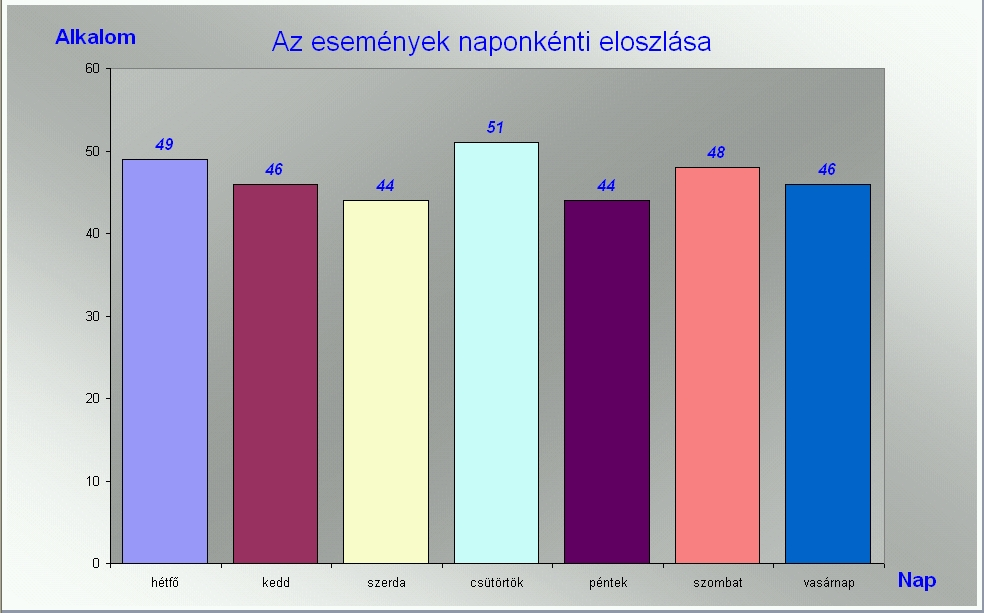 Alkalom
Az események naponkénti eloszlása
60
50
40
30
20
10
0
49
46
44
51
44
48
46
hétfő
kedd
szerda
csütörtök
péntek
szombat
vasárnap
Nap